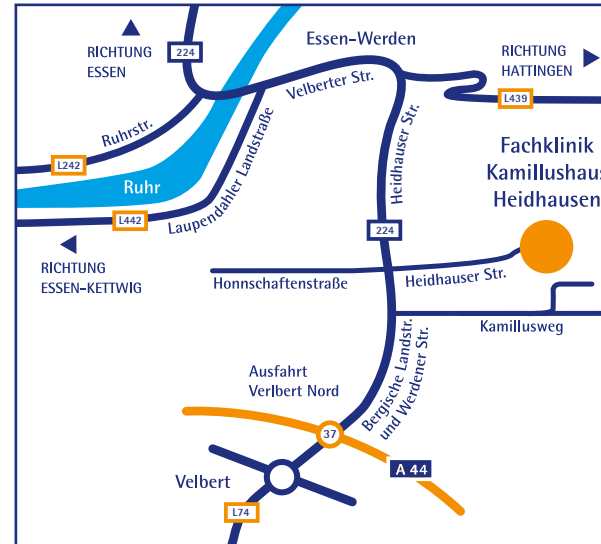 RICHTUNG
ESSEN
224
Essen-Werden
RICHTUNG
HATTINGEN
Velberter Str.
L439
Ruhrstr.
L242
Ruhr
Laupendahler Landstraße
L442
Heidhauser Str.
Fachklinik
Kamillushaus
Heidhausen
224
RICHTUNG
ESSEN-KETTWIG
Honnschaftenstraße
Heidhauser Str.
Kamillusweg
Bergische Landstr.
und Werdener Str.
Ausfahrt
Verlbert Nord
37
A 44
Velbert
L74